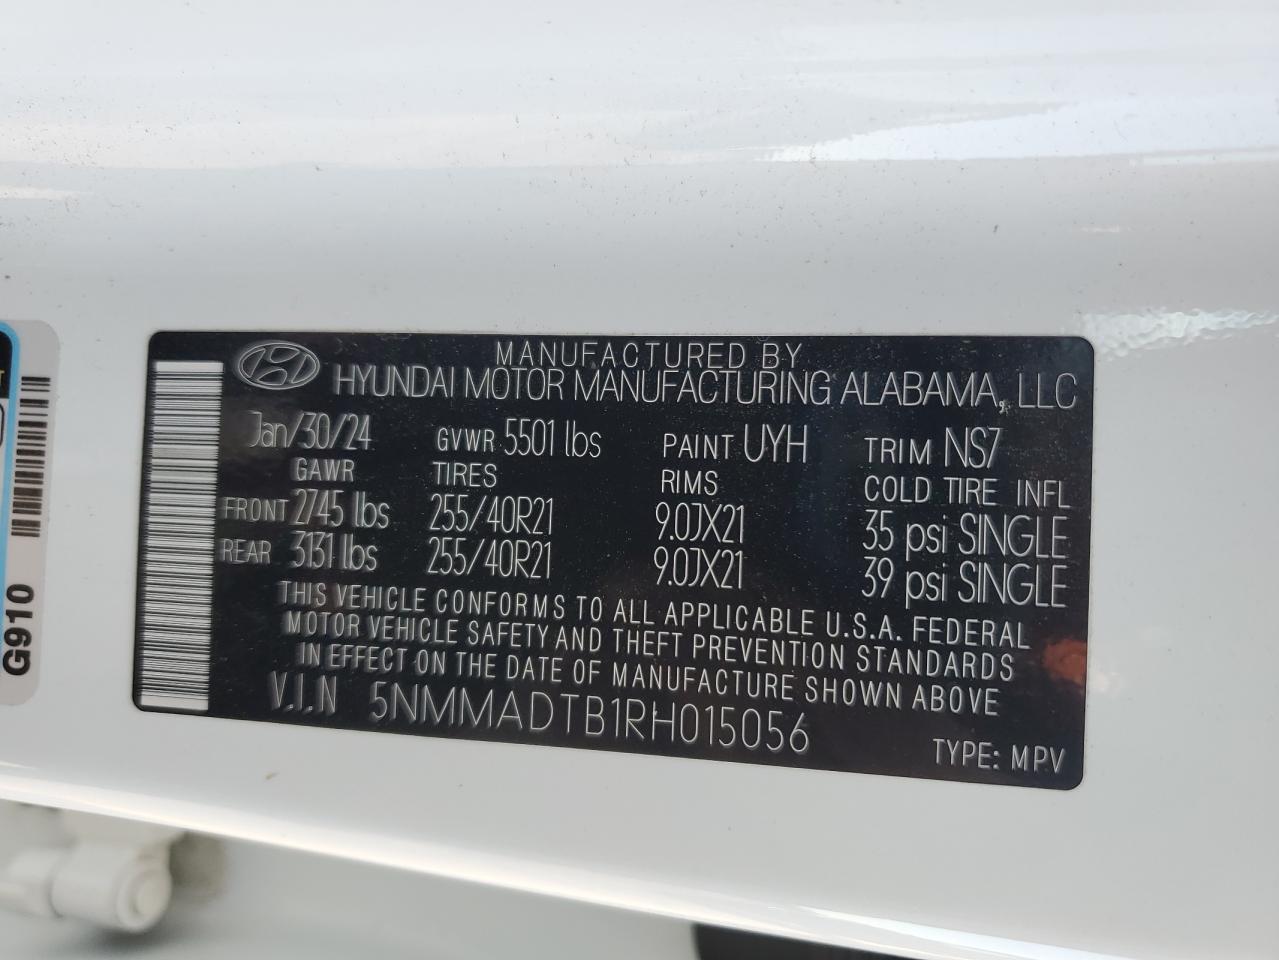 MANUFACTURED BY
HYUNDAI MOTOR MANUFACTURING ALABAMA, LLC
Jan/30/24 GVWR 5501 lbs PAINT UYH TRIM NS7
GAWR TIRES RIMS COLD TIRE INFL
FRONT 2745 lbs 255/40R21 9.0JX21 35 psi SINGLE
REAR 3131 lbs 255/40R21 9.0JX21 39 psi SINGLE
THIS VEHICLE CONFORMS TO ALL APPLICABLE U.S.A. FEDERAL
MOTOR VEHICLE SAFETY AND THEFT PREVENTION STANDARDS
IN EFFECT ON THE DATE OF MANUFACTURE SHOWN ABOVE
V.I.N 5NMMADTB1RH015056
TYPE: MPV
G910